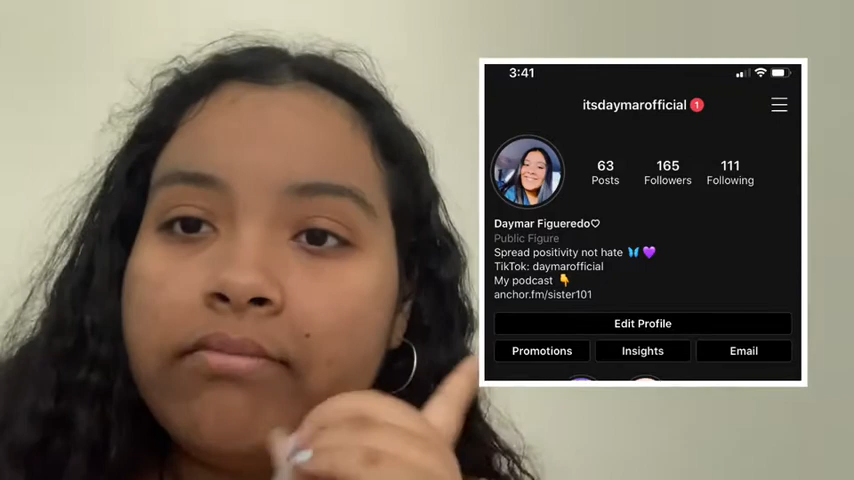 3:41
itsdaymarofficial 1
63 165 111
Posts Followers Following
Daymar Figueredo♡
Public Figure
Spread positivity not hate 🦋💜
TikTok: daymarofficial
My podcast 👇
anchor.fm/sister101
Edit Profile
Promotions Insights Email